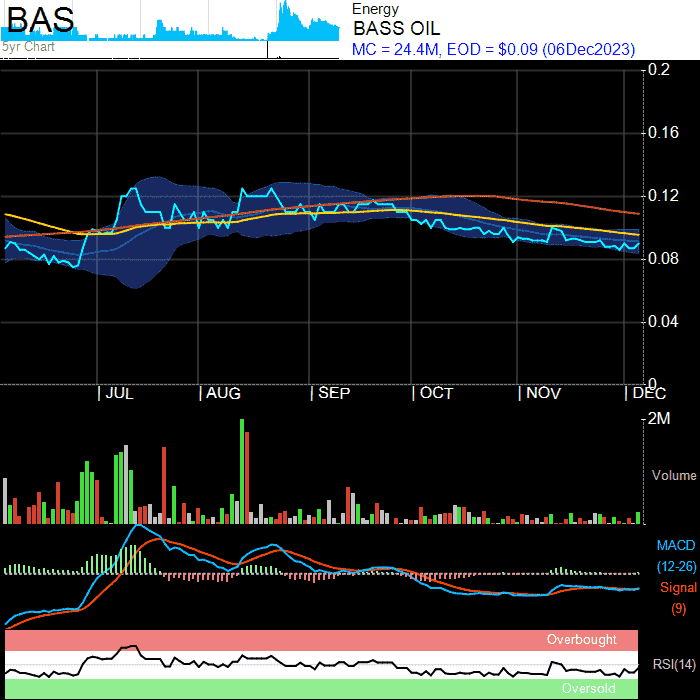 BAS
5yr Chart
Energy
BASS OIL
MC = 24.4M, EOD = $0.09 (06Dec2023)
0.2
0.16
0.12
0.08
0.04
0
| JUL | AUG | SEP | OCT | NOV | DEC
2M
Volume
MACD
(12-26)
Signal
(9)
Overbought
RSI(14)
Oversold